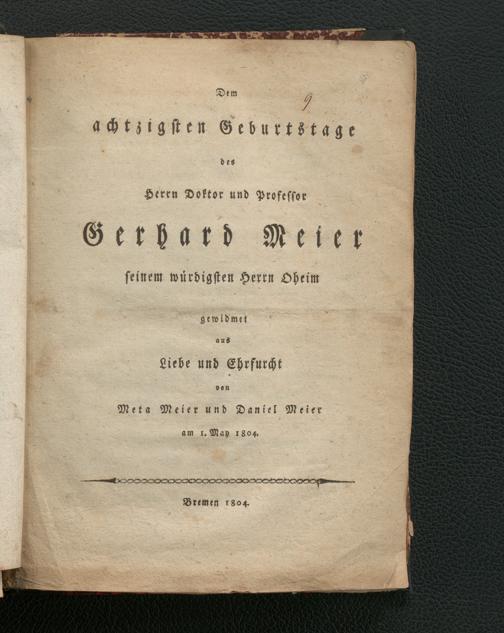 9
Dem
achtzigſten Geburtstage
des
Herrn Doktor und Profeſſor
Gerhard Meier
ſeinem würdigſten Herrn Oheim
gewidmet
aus
Liebe und Ehrfurcht
von
Meta Meier und Daniel Meier
am 1. May 1804.
Bremen 1804.